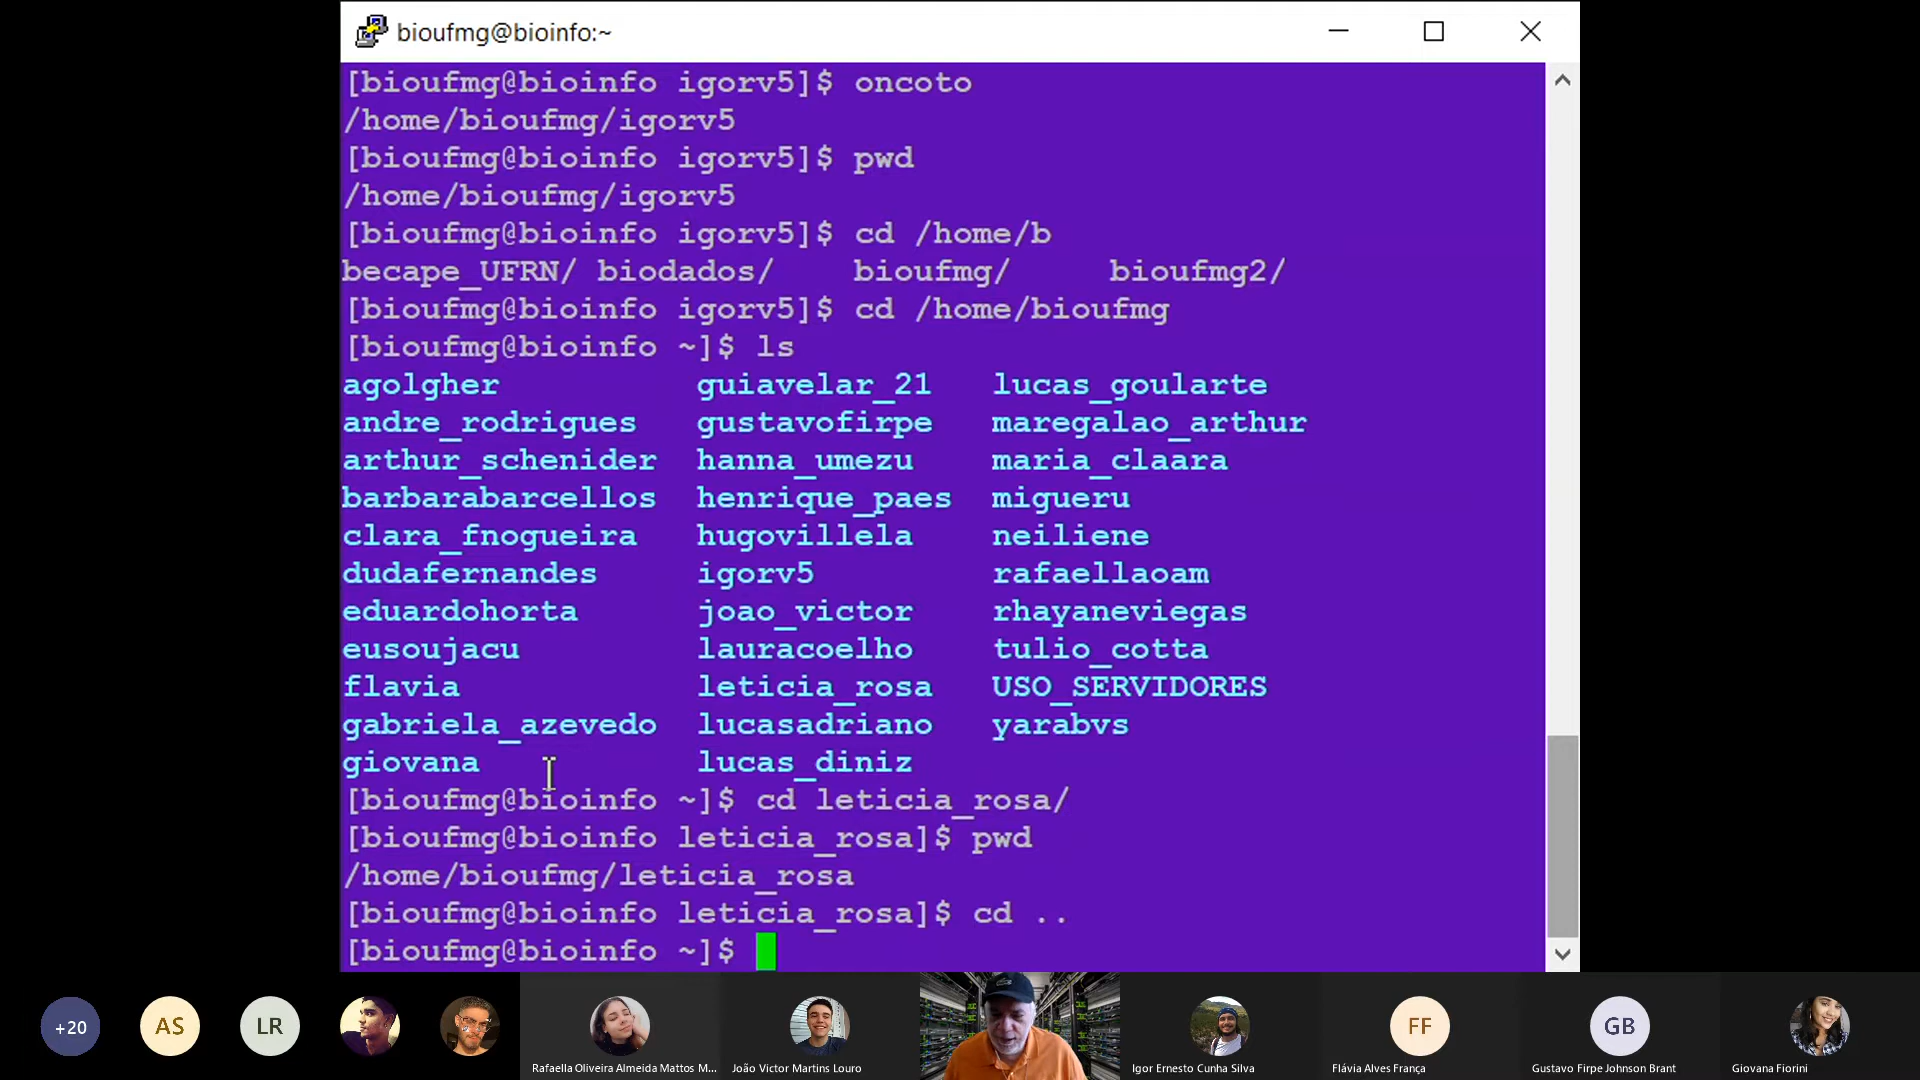 bioufmg@bioinfo:~
[bioufmg@bioinfo igorv5]$ oncoto
/home/bioufmg/igorv5
[bioufmg@bioinfo igorv5]$ pwd
/home/bioufmg/igorv5
[bioufmg@bioinfo igorv5]$ cd /home/b
becape_UFRN/ biodados/ bioufmg/ bioufmg2/
[bioufmg@bioinfo igorv5]$ cd /home/bioufmg
[bioufmg@bioinfo ~]$ ls
agolgher guiavelar_21 lucas_goularte
andre_rodrigues gustavofirpe maregalao_arthur
arthur_schenider hanna_umezu maria_claara
barbarabarcellos henrique_paes migueru
clara_fnogueira hugovillela neiliene
dudafernandes igorv5 rafaellaoam
eduardohorta joao_victor rhayaneviegas
eusoujacu lauracoelho tulio_cotta
flavia leticia_rosa USO_SERVIDORES
gabriela_azevedo lucasadriano yarabvs
giovana lucas_diniz
[bioufmg@bioinfo ~]$ cd leticia_rosa/
[bioufmg@bioinfo leticia_rosa]$ pwd
/home/bioufmg/leticia_rosa
[bioufmg@bioinfo leticia_rosa]$ cd ..
[bioufmg@bioinfo ~]$
+20 AS LR FF GB
Rafaella Oliveira Almeida Mattos M... João Victor Martins Louro Igor Ernesto Cunha Silva Flávia Alves França Gustavo Firpe Johnson Brant Giovana Fiorini